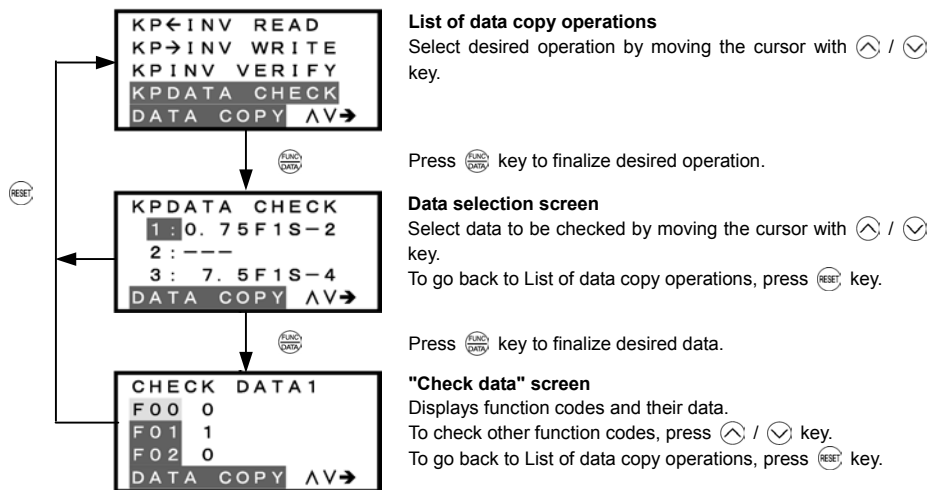 KP←INV READ
KP→INV WRITE
KPINV VERIFY
KPDATA CHECK
DATA COPY ∧∨→
List of data copy operations
Select desired operation by moving the cursor with ∧ / ∨
key.
FUNC
DATA
Press FUNC DATA key to finalize desired operation.
RESET
KPDATA CHECK
1:0.75F1S-2
2:---
3: 7.5F1S-4
DATA COPY ∧∨→
Data selection screen
Select data to be checked by moving the cursor with ∧ / ∨
key.
To go back to List of data copy operations, press RESET key.
FUNC
DATA
Press FUNC DATA key to finalize desired data.
CHECK DATA1
F00 0
F01 1
F02 0
DATA COPY ∧∨→
"Check data" screen
Displays function codes and their data.
To check other function codes, press ∧ / ∨ key.
To go back to List of data copy operations, press RESET key.